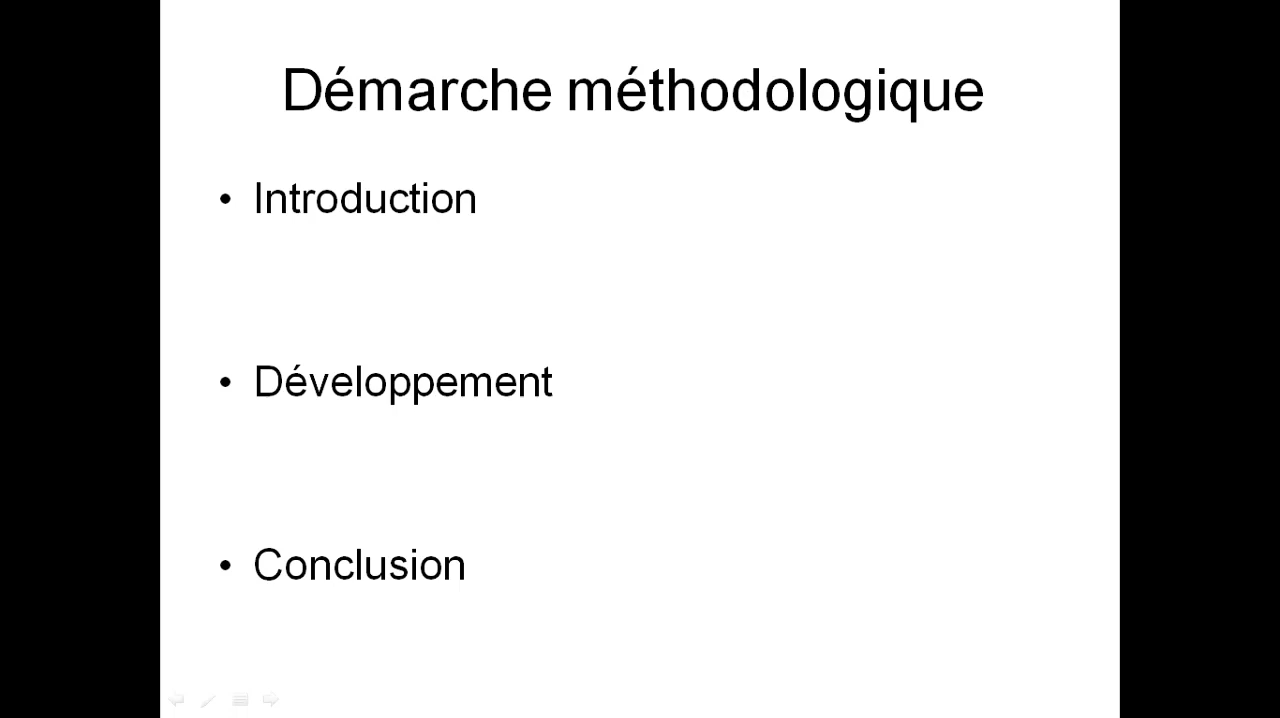 Démarche méthodologique
• Introduction
• Développement
• Conclusion